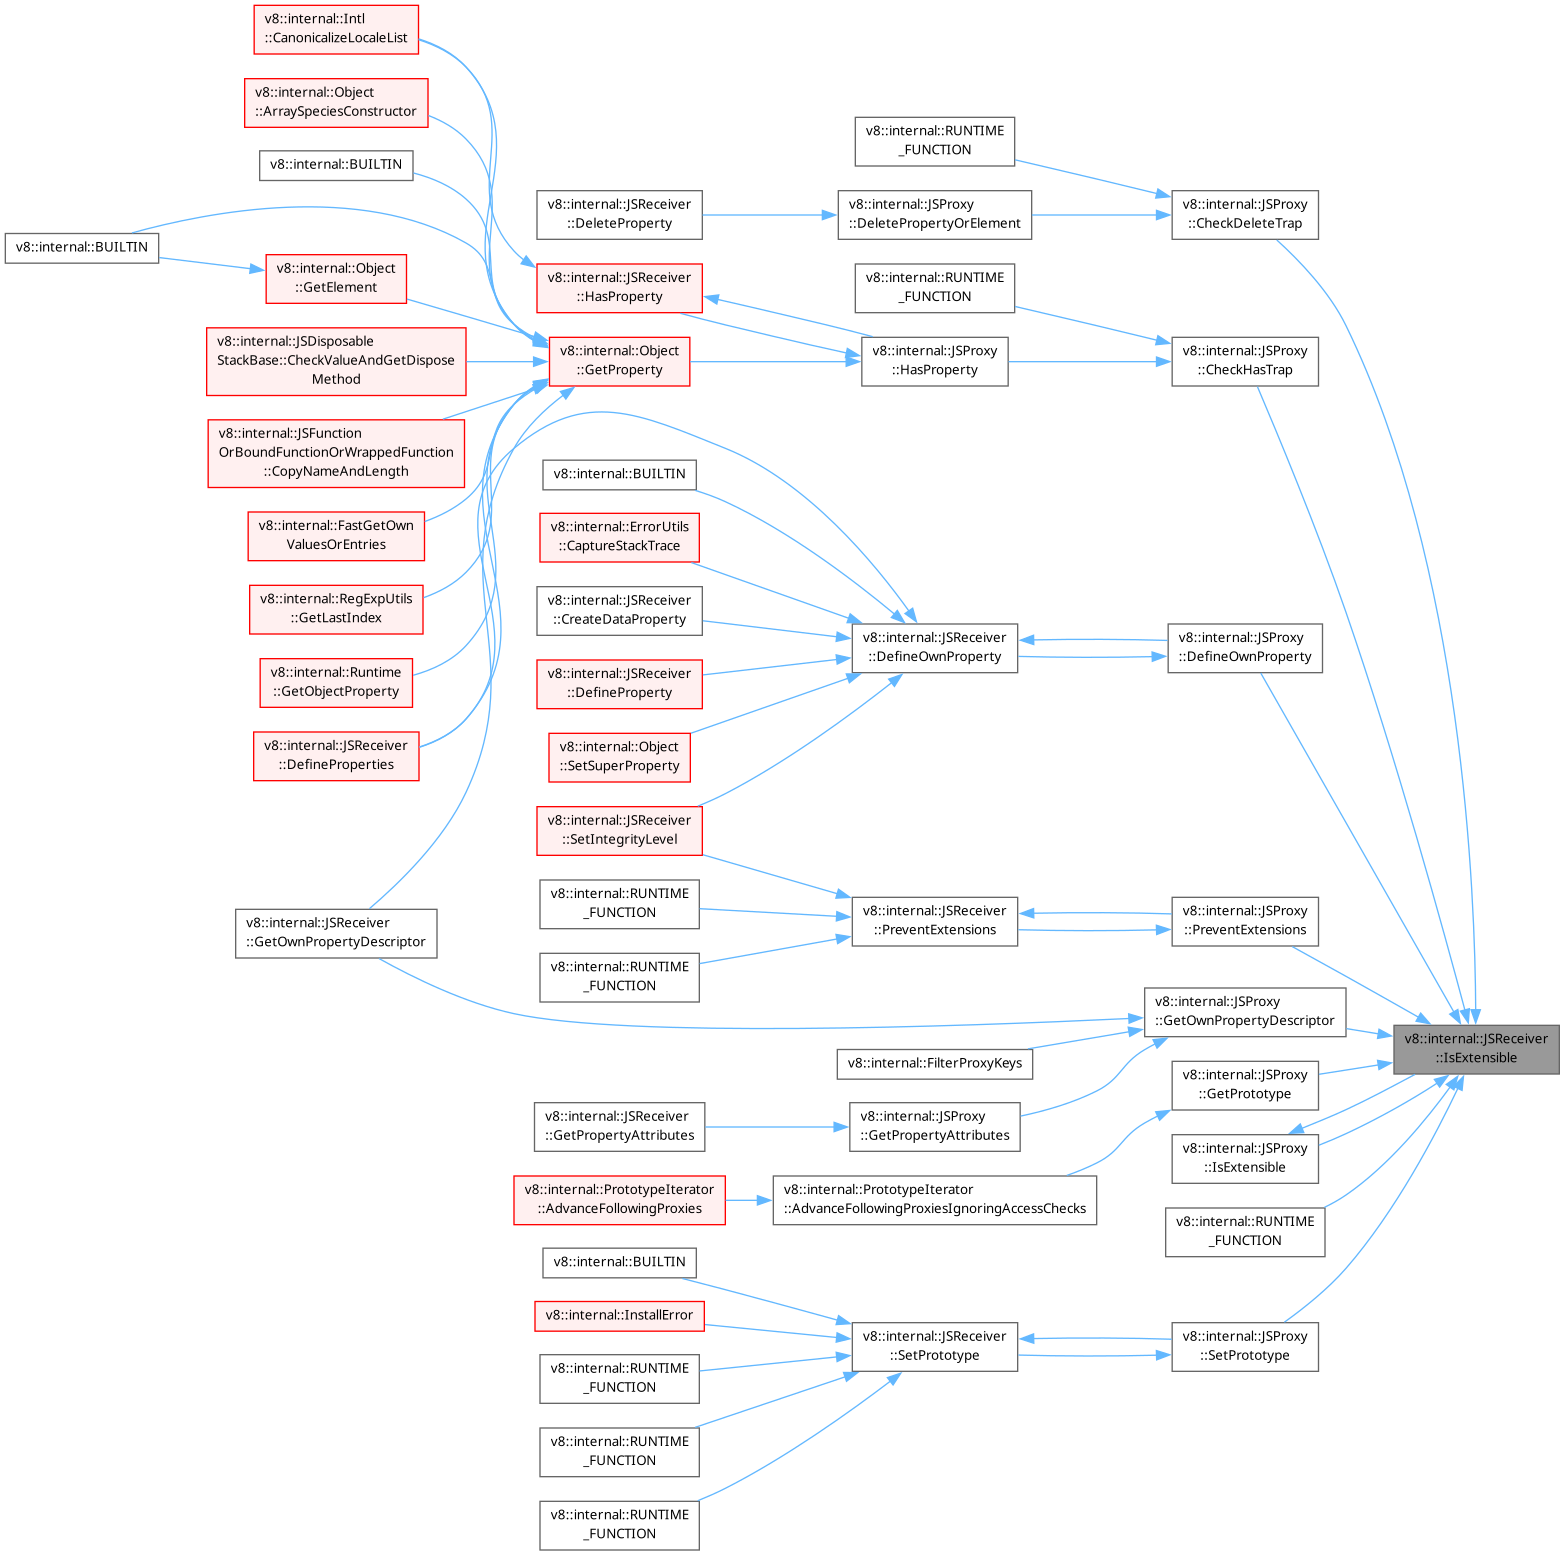 v8::internal::Intl
::CanonicalizeLocaleList
v8::internal::Object
::ArraySpeciesConstructor
v8::internal::BUILTIN
v8::internal::BUILTIN
v8::internal::Object
::GetElement
v8::internal::JSDisposable
StackBase::CheckValueAndGetDispose
Method
v8::internal::JSFunction
OrBoundFunctionOrWrappedFunction
::CopyNameAndLength
v8::internal::FastGetOwn
ValuesOrEntries
v8::internal::RegExpUtils
::GetLastIndex
v8::internal::Runtime
::GetObjectProperty
v8::internal::JSReceiver
::DefineProperties
v8::internal::JSReceiver
::GetOwnPropertyDescriptor
v8::internal::JSReceiver
::DeleteProperty
v8::internal::JSReceiver
::HasProperty
v8::internal::Object
::GetProperty
v8::internal::BUILTIN
v8::internal::ErrorUtils
::CaptureStackTrace
v8::internal::JSReceiver
::CreateDataProperty
v8::internal::JSReceiver
::DefineProperty
v8::internal::Object
::SetSuperProperty
v8::internal::JSReceiver
::SetIntegrityLevel
v8::internal::RUNTIME
_FUNCTION
v8::internal::RUNTIME
_FUNCTION
v8::internal::JSReceiver
::GetPropertyAttributes
v8::internal::PrototypeIterator
::AdvanceFollowingProxies
v8::internal::BUILTIN
v8::internal::InstallError
v8::internal::RUNTIME
_FUNCTION
v8::internal::RUNTIME
_FUNCTION
v8::internal::RUNTIME
_FUNCTION
v8::internal::RUNTIME
_FUNCTION
v8::internal::JSProxy
::DeletePropertyOrElement
v8::internal::RUNTIME
_FUNCTION
v8::internal::JSProxy
::HasProperty
v8::internal::JSReceiver
::DefineOwnProperty
v8::internal::JSReceiver
::PreventExtensions
v8::internal::FilterProxyKeys
v8::internal::JSProxy
::GetPropertyAttributes
v8::internal::PrototypeIterator
::AdvanceFollowingProxiesIgnoringAccessChecks
v8::internal::JSReceiver
::SetPrototype
v8::internal::JSProxy
::CheckDeleteTrap
v8::internal::JSProxy
::CheckHasTrap
v8::internal::JSProxy
::DefineOwnProperty
v8::internal::JSProxy
::PreventExtensions
v8::internal::JSProxy
::GetOwnPropertyDescriptor
v8::internal::JSProxy
::GetPrototype
v8::internal::JSProxy
::IsExtensible
v8::internal::RUNTIME
_FUNCTION
v8::internal::JSProxy
::SetPrototype
v8::internal::JSReceiver
::IsExtensible